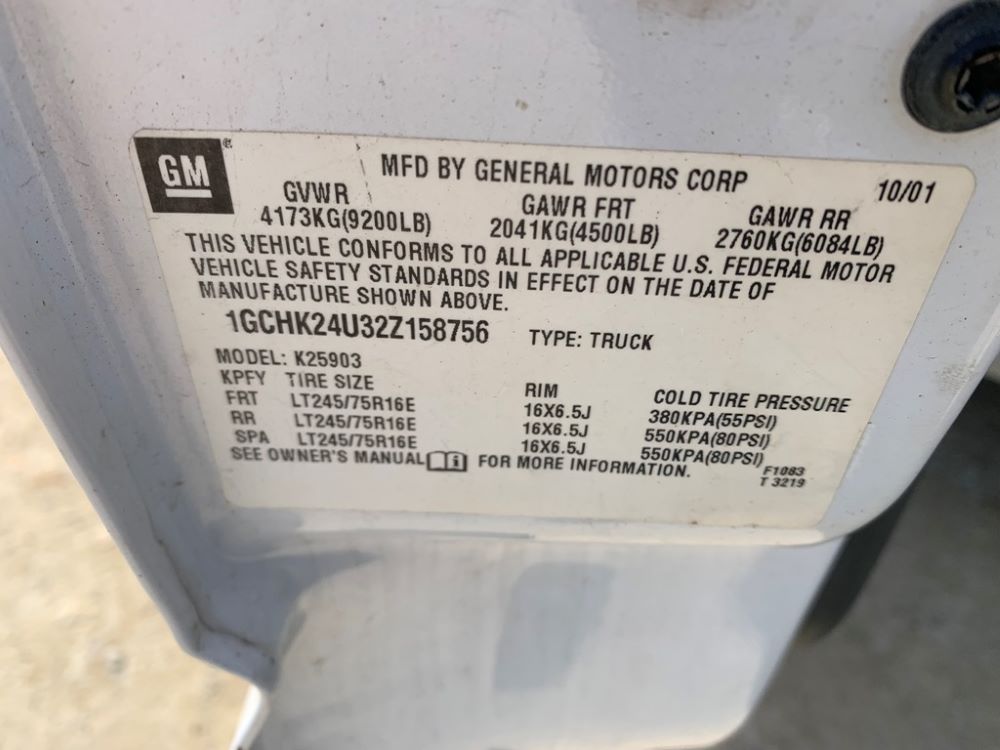 GM®
MFD BY GENERAL MOTORS CORP 10/01
GVWR GAWR FRT GAWR RR
4173KG(9200LB) 2041KG(4500LB) 2760KG(6084LB)
THIS VEHICLE CONFORMS TO ALL APPLICABLE U.S. FEDERAL MOTOR
VEHICLE SAFETY STANDARDS IN EFFECT ON THE DATE OF
MANUFACTURE SHOWN ABOVE.
1GCHK24U32Z158756 TYPE: TRUCK
MODEL: K25903
KPFY TIRE SIZE RIM COLD TIRE PRESSURE
FRT LT245/75R16E 16X6.5J 380KPA(55PSI)
RR LT245/75R16E 16X6.5J 550KPA(80PSI)
SPA LT245/75R16E 16X6.5J 550KPA(80PSI)
SEE OWNER'S MANUAL i FOR MORE INFORMATION. F1083
T 3219